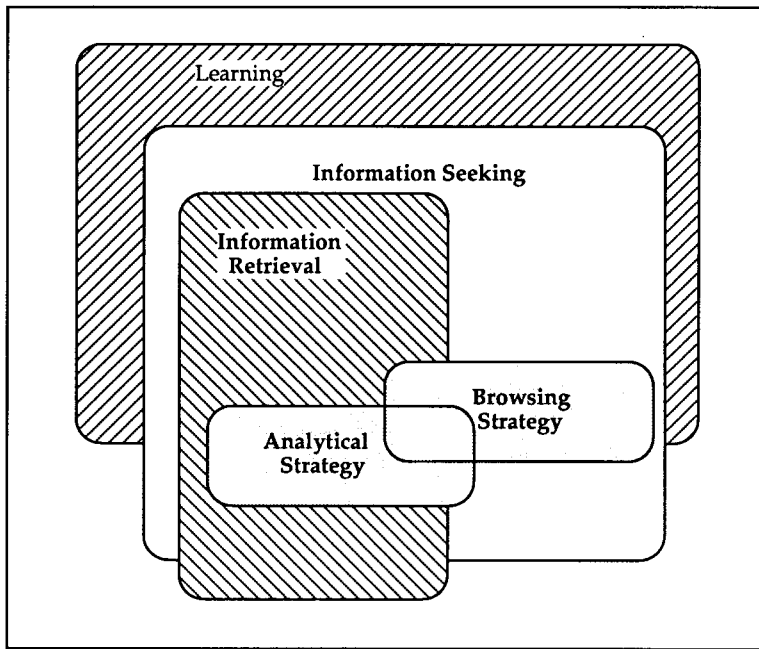 Learning
Information Seeking
Information
Retrieval
Browsing
Strategy
Analytical
Strategy